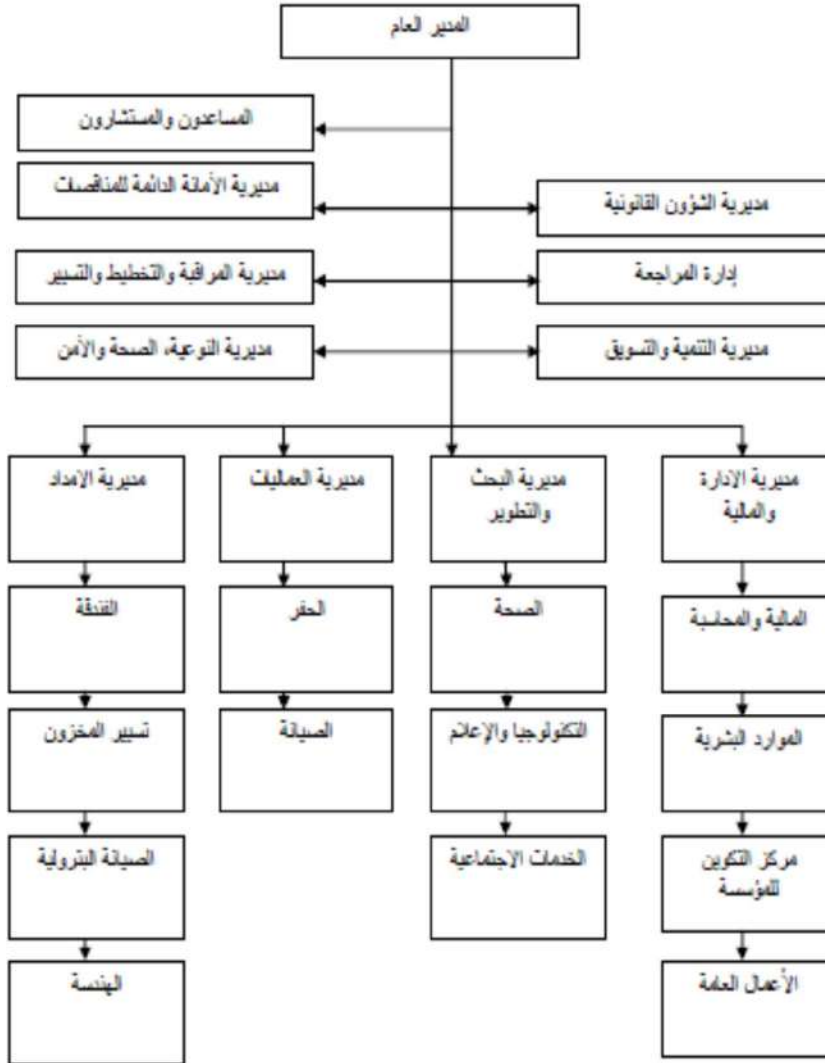 المدير العام
المساعدون والمستشارون
مديرية الأمانة الدائمة للمناقصات
مديرية الشؤون القانونية
مديرية المراقبة والتخطيط والتسيير
إدارة المراجعة
مديرية النوعية، الصحة والأمن
مديرية التنمية والتسويق
مديرية الإدارة
والمالية
مديرية البحث
والتطوير
مديرية العمليات
مديرية الامداد
المالية والمحاسبة
الصحة
الحفر
الفندقة
الموارد البشرية
التكنولوجيا والإعلام
الصيانة
تسيير المخزون
مركز التكوين
للمؤسسة
الخدمات الاجتماعية
الصيانة البترولية
الأعمال العامة
الهندسة